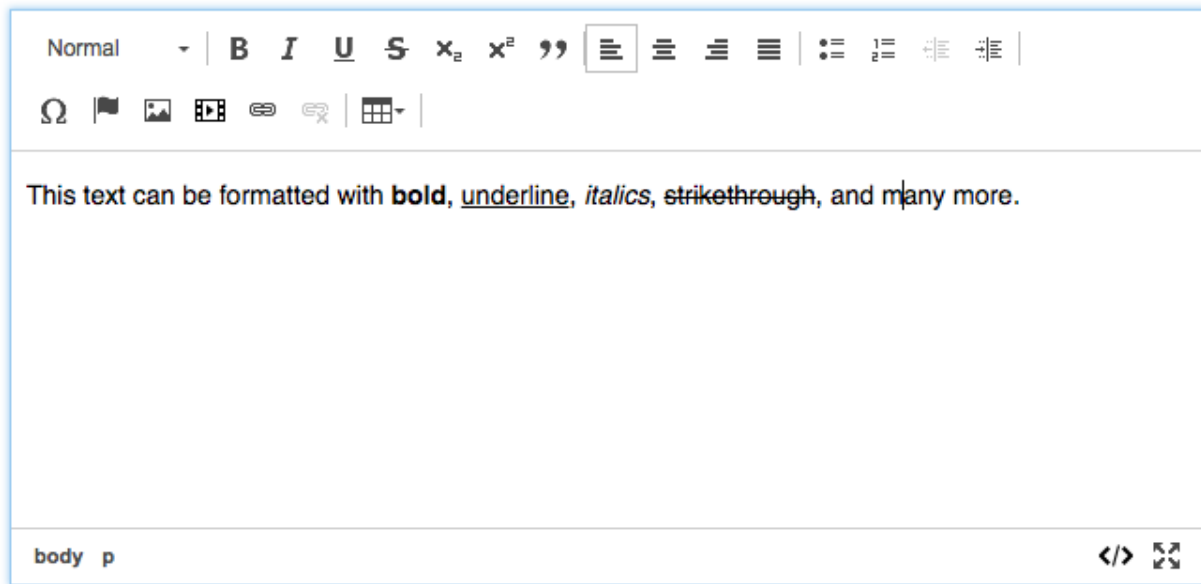 Normal
This text can be formatted with bold, underline, italics, strikethrough, and many more.
body p